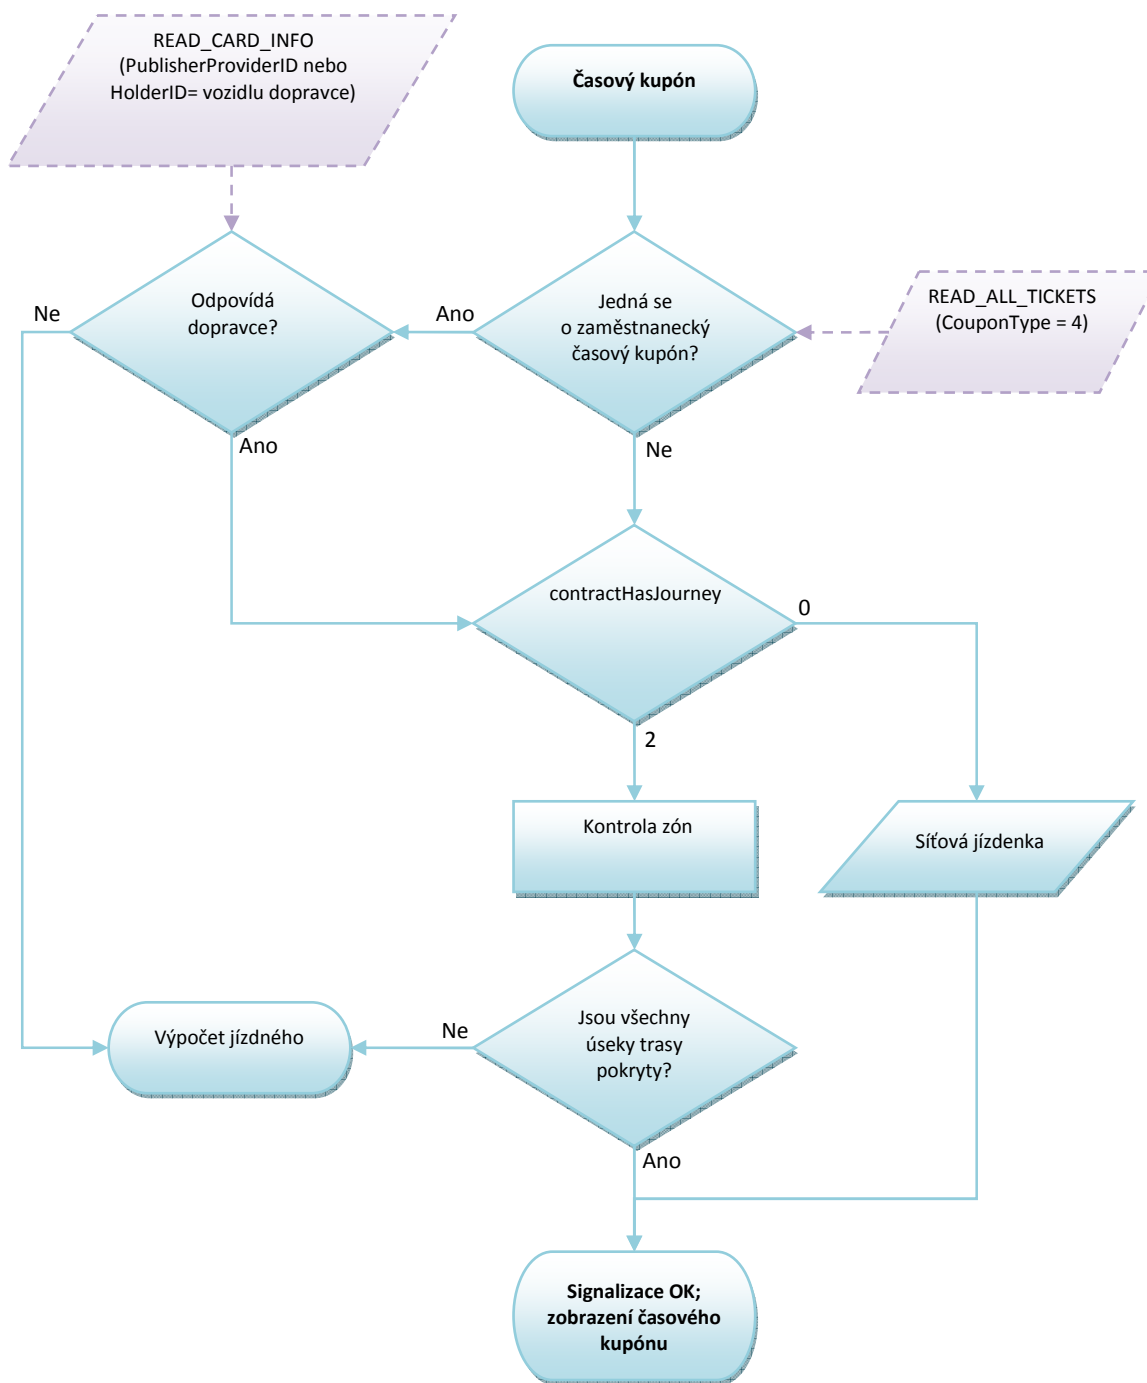 READ_CARD_INFO
(PublisherProviderID nebo
HolderID= vozidlu dopravce)
Časový kupón
Ne
Odpovídá
dopravce?
Ano
Jedná se
o zaměstnanecký
časový kupón?
READ_ALL_TICKETS
(CouponType = 4)
Ano
Ne
contractHasJourney
0
2
Kontrola zón
Síťová jízdenka
Výpočet jízdného
Ne
Jsou všechny
úseky trasy
pokryty?
Ano
Signalizace OK;
zobrazení časového
kupónu